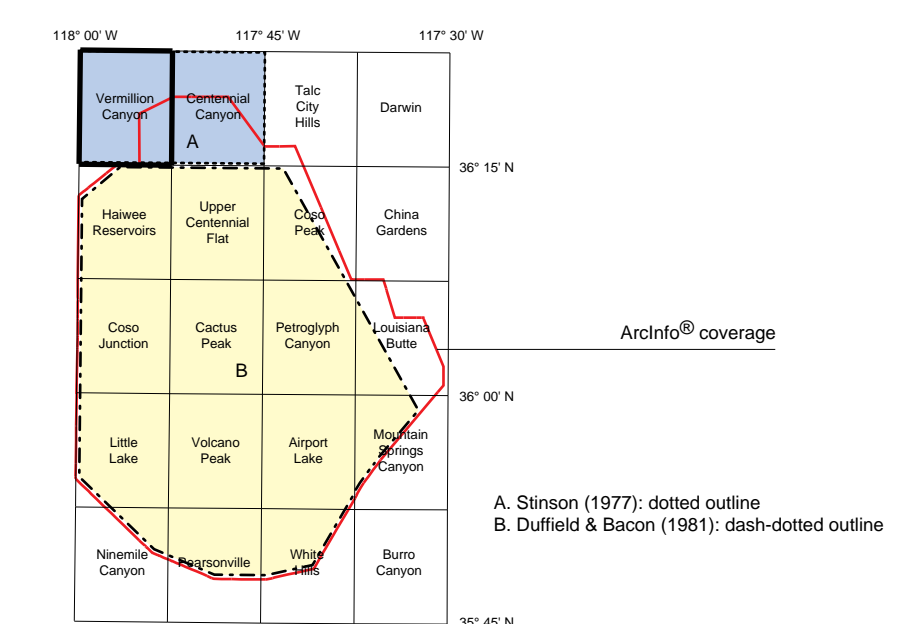 118° 00' W
117° 45' W
117° 30' W
Vermillion
Canyon
Centennial
Canyon
Talc
City
Hills
Darwin
A
36° 15' N
Haiwee
Reservoirs
Upper
Centennial
Flat
Coso
Peak
China
Gardens
Coso
Junction
Cactus
Peak
Petroglyph
Canyon
Louisiana
Butte
ArcInfo® coverage
B
36° 00' N
Little
Lake
Volcano
Peak
Airport
Lake
Mountain
Springs
Canyon
A. Stinson (1977): dotted outline
B. Duffield & Bacon (1981): dash-dotted outline
Ninemile
Canyon
Pearsonville
White
Hills
Burro
Canyon
35° 45' N